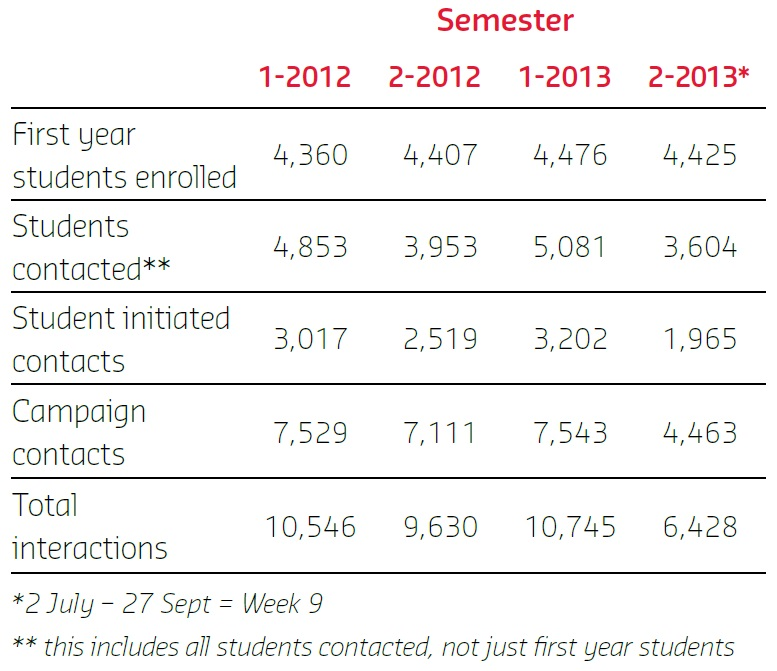 Semester
1-2012 2-2012 1-2013 2-2013*
First year
students enrolled 4,360 4,407 4,476 4,425
Students
contacted** 4,853 3,953 5,081 3,604
Student initiated
contacts 3,017 2,519 3,202 1,965
Campaign
contacts 7,529 7,111 7,543 4,463
Total
interactions 10,546 9,630 10,745 6,428
*2 July – 27 Sept = Week 9
** this includes all students contacted, not just first year students